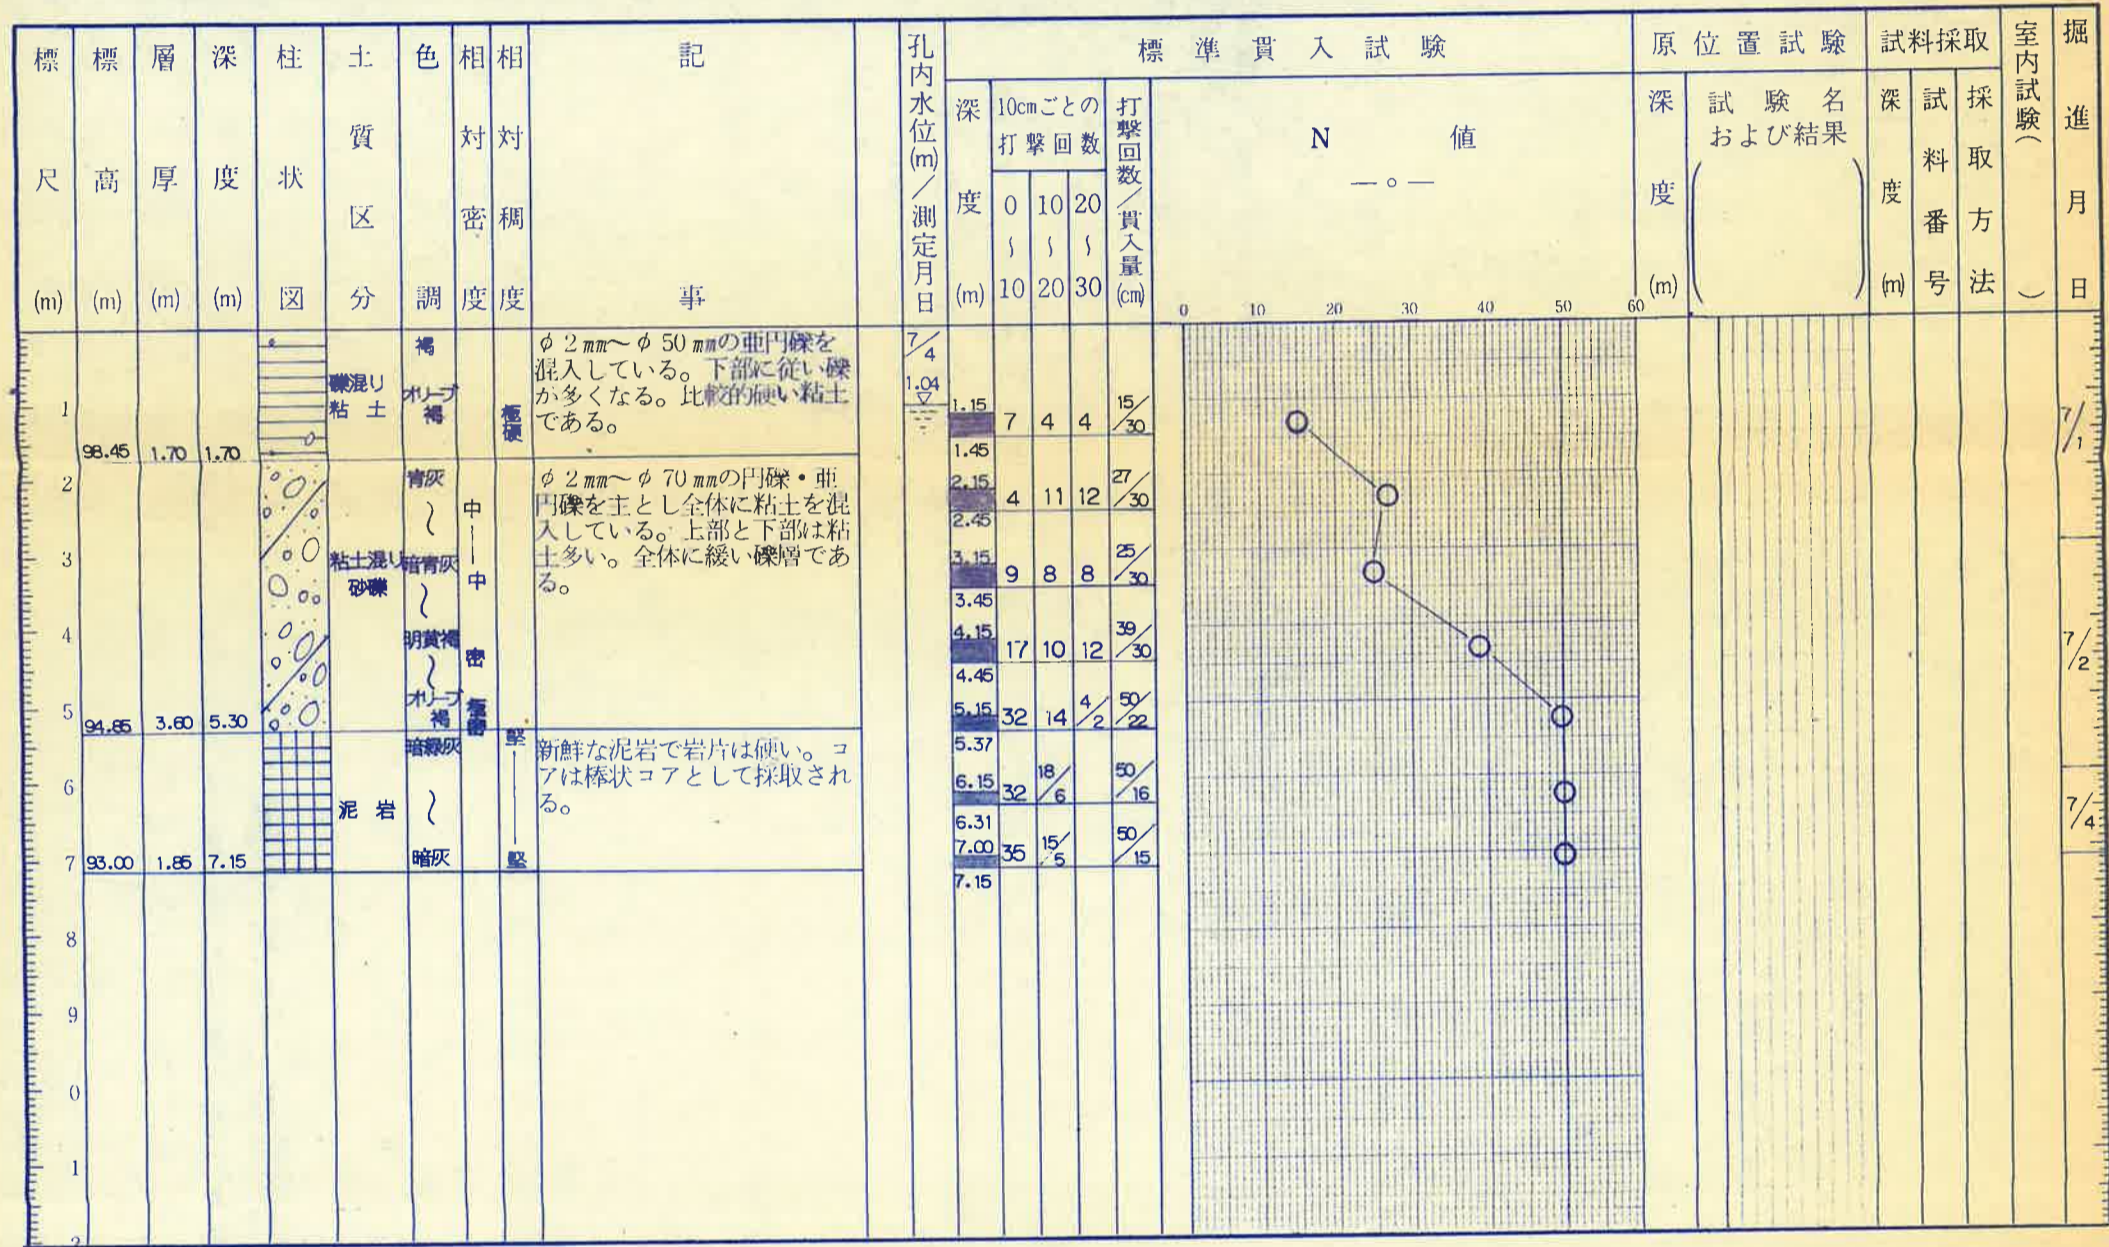 標尺(m)
標高(m)
層厚(m)
深度(m)
柱状図
土質区分
色調
相対密度
相対稠度
記事
孔内水位(m)/測定月日
標準貫入試験
深度(m)
10cmごとの
打撃回数
0〜10
10〜20
20〜30
打撃回数/貫入量(cm)
N値
—○—
0 10 20 30 40 50 60
原位置試験
深度(m)
試験名
および結果
( )
試料採取
深度(m)
試料番号
採取方法
室内試験( )
掘進月日
1
98.45 1.70 1.70
礫混り
粘土
褐
オリーブ
褐
極硬
φ2mm〜φ50mmの亜円礫を
混入している。下部に従い礫
が多くなる。比較的硬い粘土
である。
7/4
1.04
1.15 7 4 4 15/30
1.45
7/1
2
3
4
5
94.85 3.60 5.30
粘土混り
砂礫
青灰
〜
暗青灰
〜
明黄褐
〜
オリーブ
褐
中
中
密
極密
φ2mm〜φ70mmの円礫・亜
円礫を主とし全体に粘土を混
入している。上部と下部は粘
土多い。全体に緩い礫層であ
る。
2.15 4 11 12 27/30
2.45
3.15 9 8 8 25/30
3.45
4.15 17 10 12 39/30
4.45
5.15 32 14 4/2 50/22
5.37
7/2
6
7
93.00 1.85 7.15
泥岩
暗緑灰
〜
暗灰
堅
堅
新鮮な泥岩で岩片は硬い。コ
アは棒状コアとして採取され
る。
6.15 32 18/6 50/16
6.31
7.00 35 15/5 50/15
7.15
7/4
8
9
0
1
2